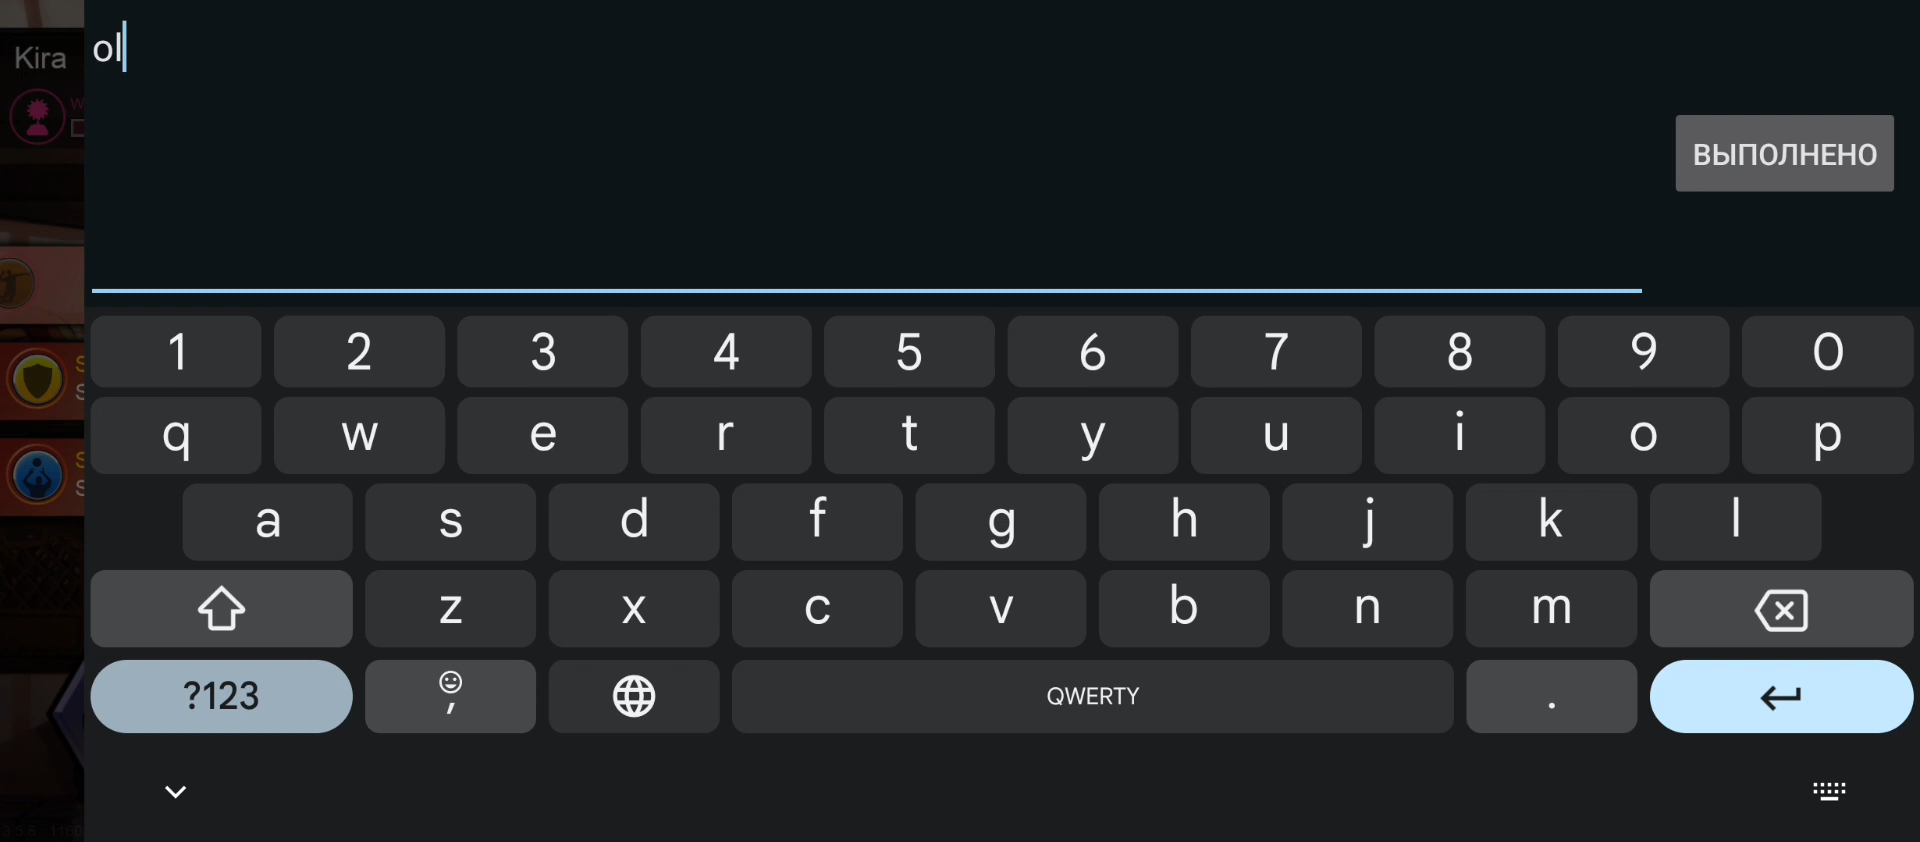 Kira
ol
ВЫПОЛНЕНО
1 2 3 4 5 6 7 8 9 0
q w e r t y u i o p
a s d f g h j k l
z x c v b n m
?123 , QWERTY .